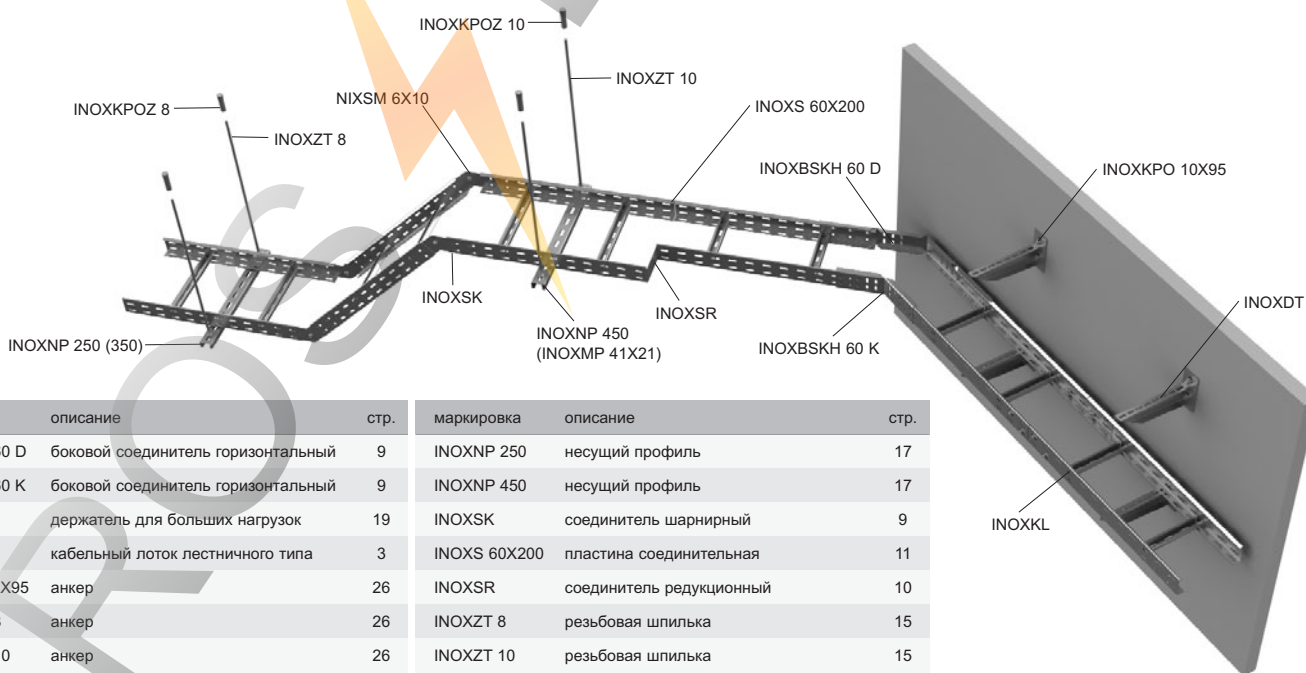 INOXKPOZ 10
INOXZT 10
NIXSM 6X10
INOXKPOZ 8
INOXZT 8
INOXS 60X200
INOXBSKH 60 D
INOXKPO 10X95
INOXSK
INOXSR
INOXDT
INOXNP 250 (350)
INOXNP 450
(INOXMP 41X21)
INOXBSKH 60 K
INOXKL
описание стр.
60 D боковой соединитель горизонтальный 9
60 K боковой соединитель горизонтальный 9
держатель для больших нагрузок 19
кабельный лоток лестничного типа 3
X95 анкер 26
анкер 26
0 анкер 26
маркировка описание стр.
INOXNP 250 несущий профиль 17
INOXNP 450 несущий профиль 17
INOXSK соединитель шарнирный 9
INOXS 60X200 пластина соединительная 11
INOXSR соединитель редукционный 10
INOXZT 8 резьбовая шпилька 15
INOXZT 10 резьбовая шпилька 15
ROS